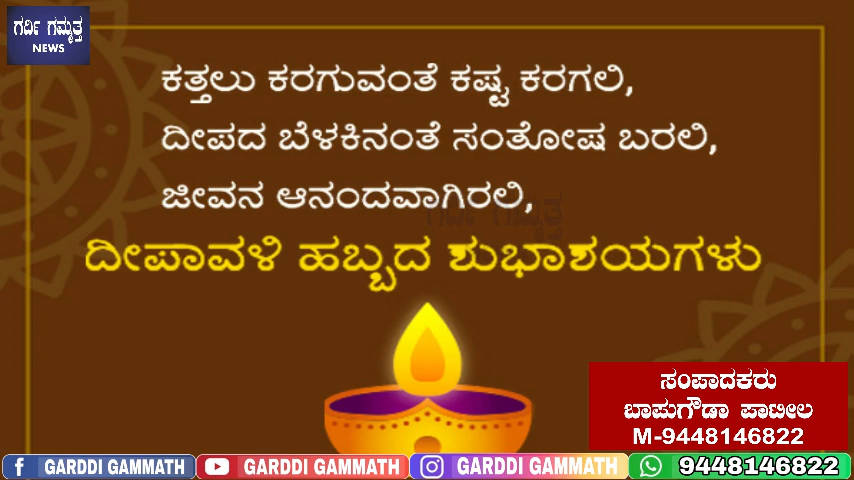 ಗರ್ದಿ ಗಮ್ಮತ್ತ
NEWS
ಕತ್ತಲು ಕರಗುವಂತೆ ಕಷ್ಟ ಕರಗಲಿ,
ದೀಪದ ಬೆಳಕಿನಂತೆ ಸಂತೋಷ ಬರಲಿ,
ಜೀವನ ಆನಂದವಾಗಿರಲಿ,
ದೀಪಾವಳಿ ಹಬ್ಬದ ಶುಭಾಶಯಗಳು
ಸಂಪಾದಕರು
ಬಾಪುಗೌಡಾ ಪಾಟೀಲ
M-9448146822
GARDDI GAMMATH
GARDDI GAMMATH
GARDDI GAMMATH
9448146822